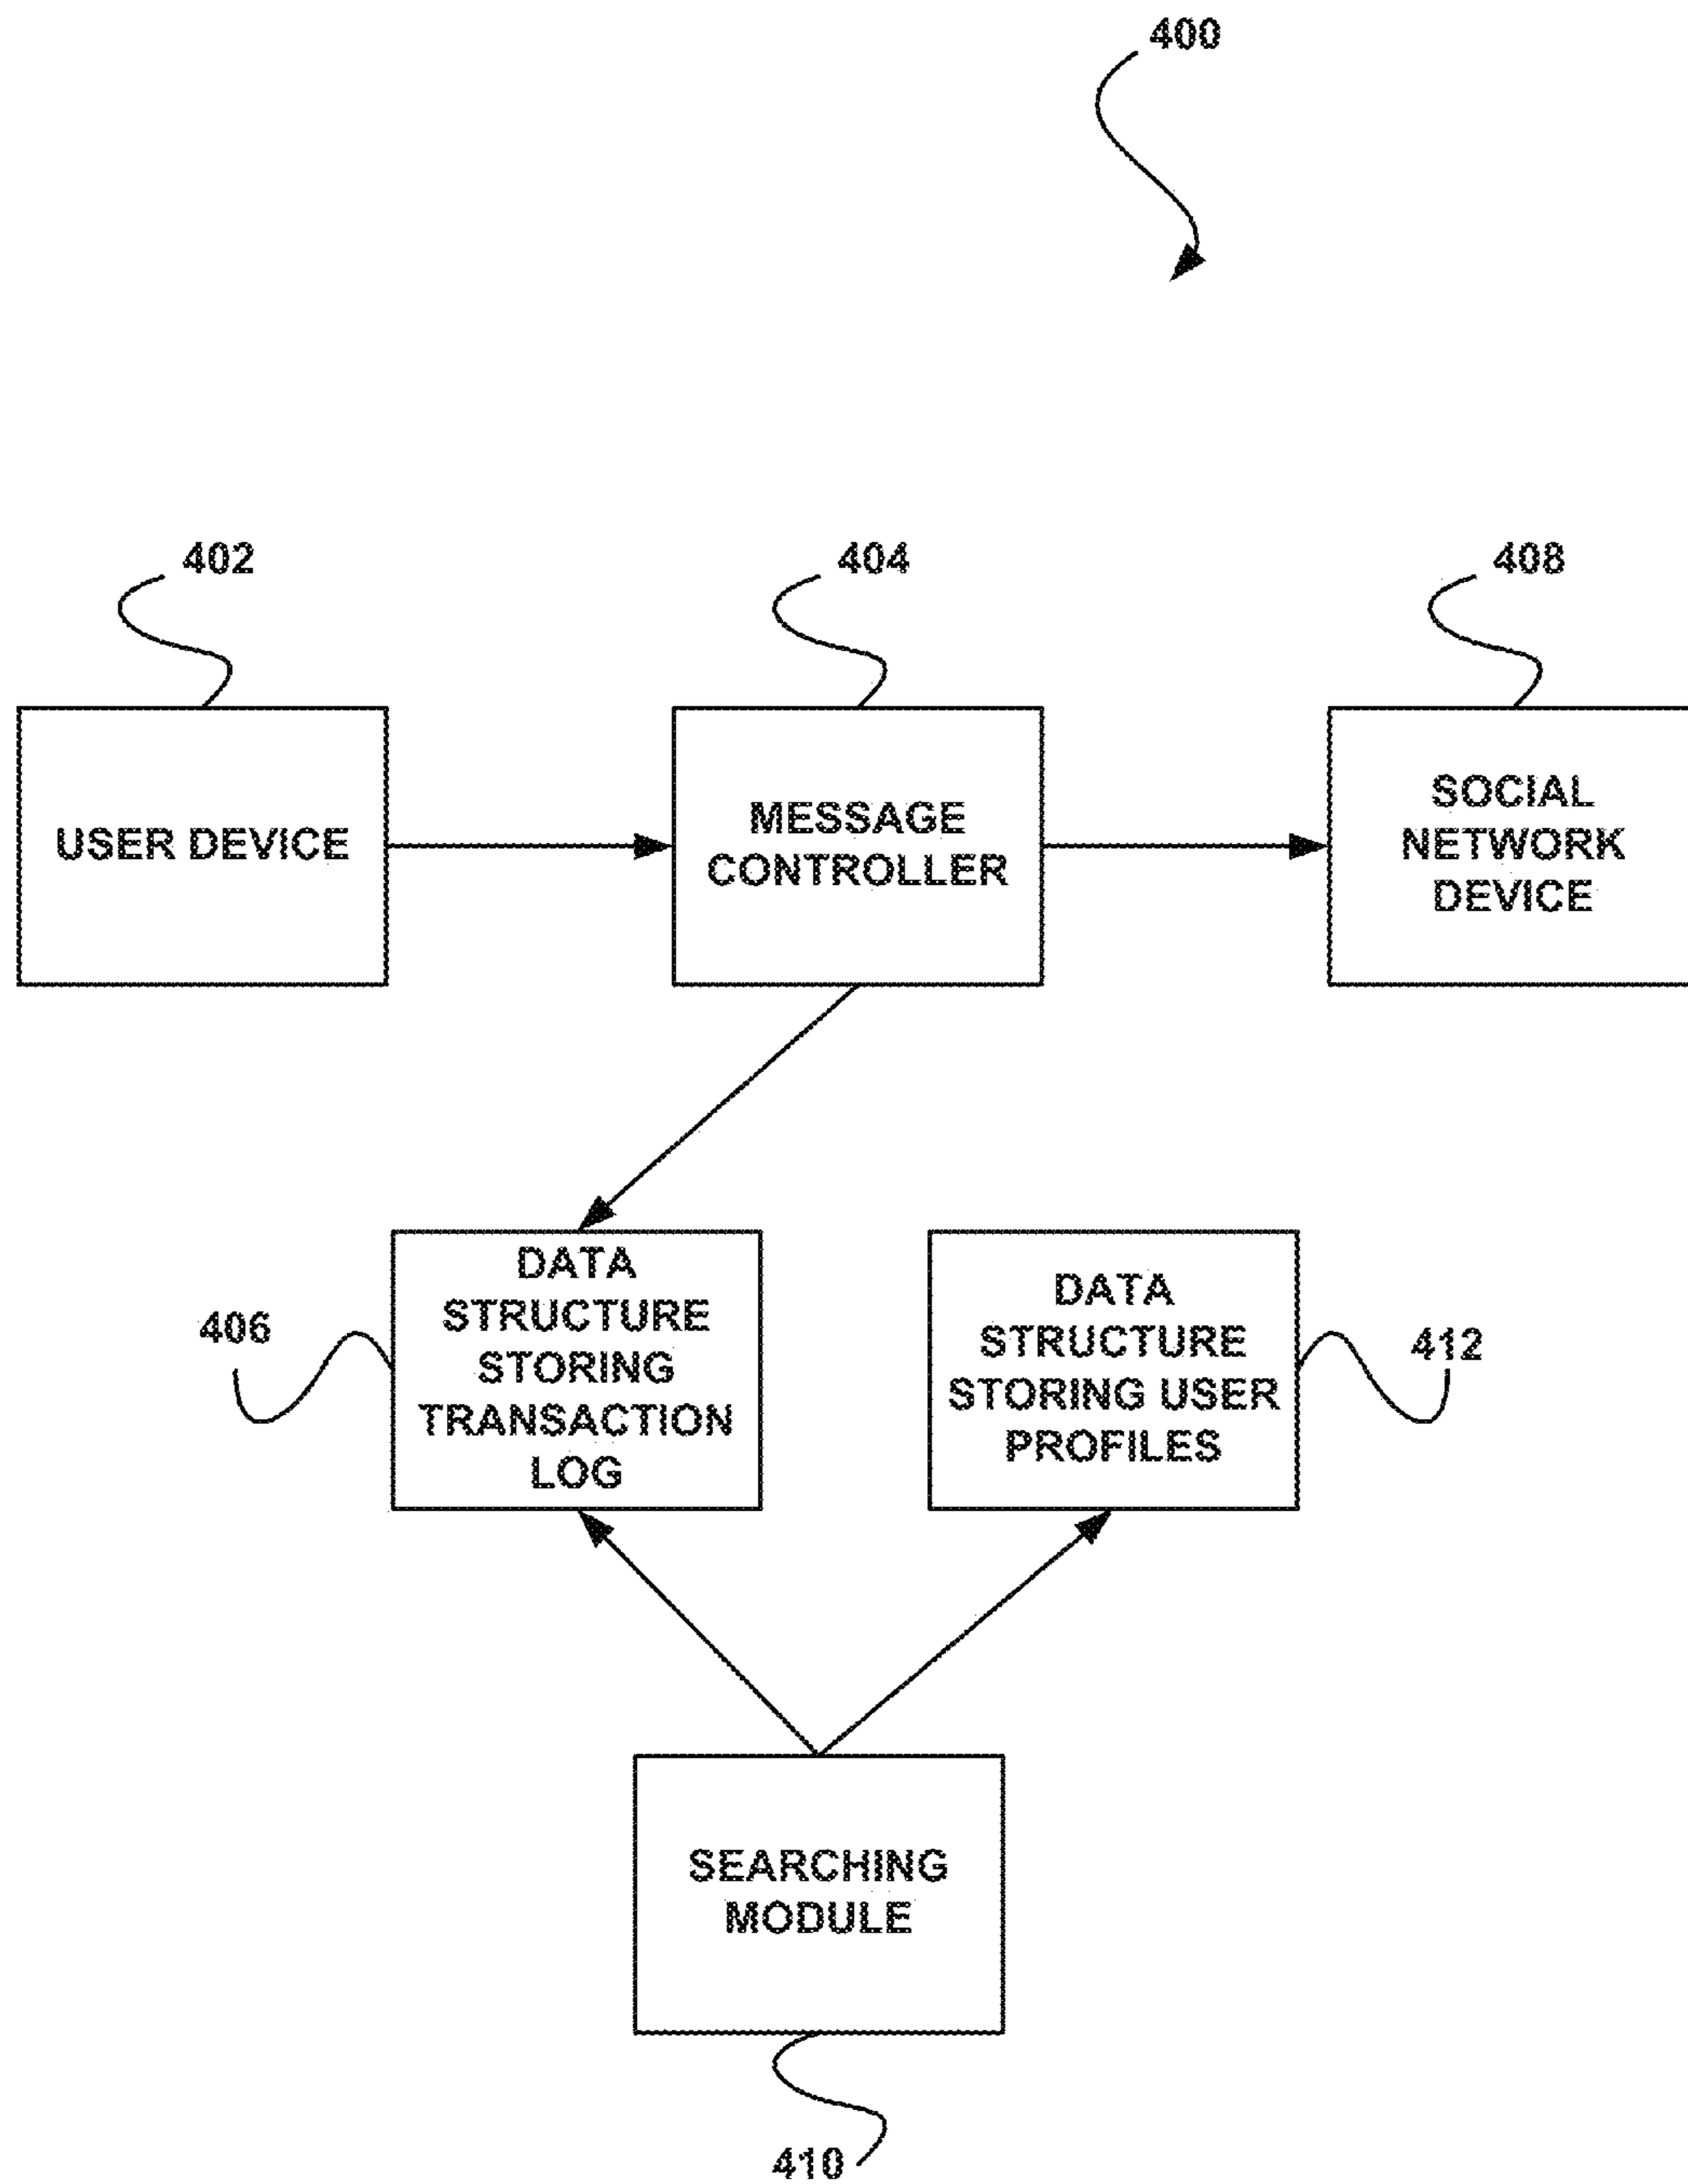 400
402
404
408
USER DEVICE
MESSAGE
CONTROLLER
SOCIAL
NETWORK
DEVICE
406
DATA
STRUCTURE
STORING
TRANSACTION
LOG
DATA
STRUCTURE
STORING USER
PROFILES
412
SEARCHING
MODULE
410